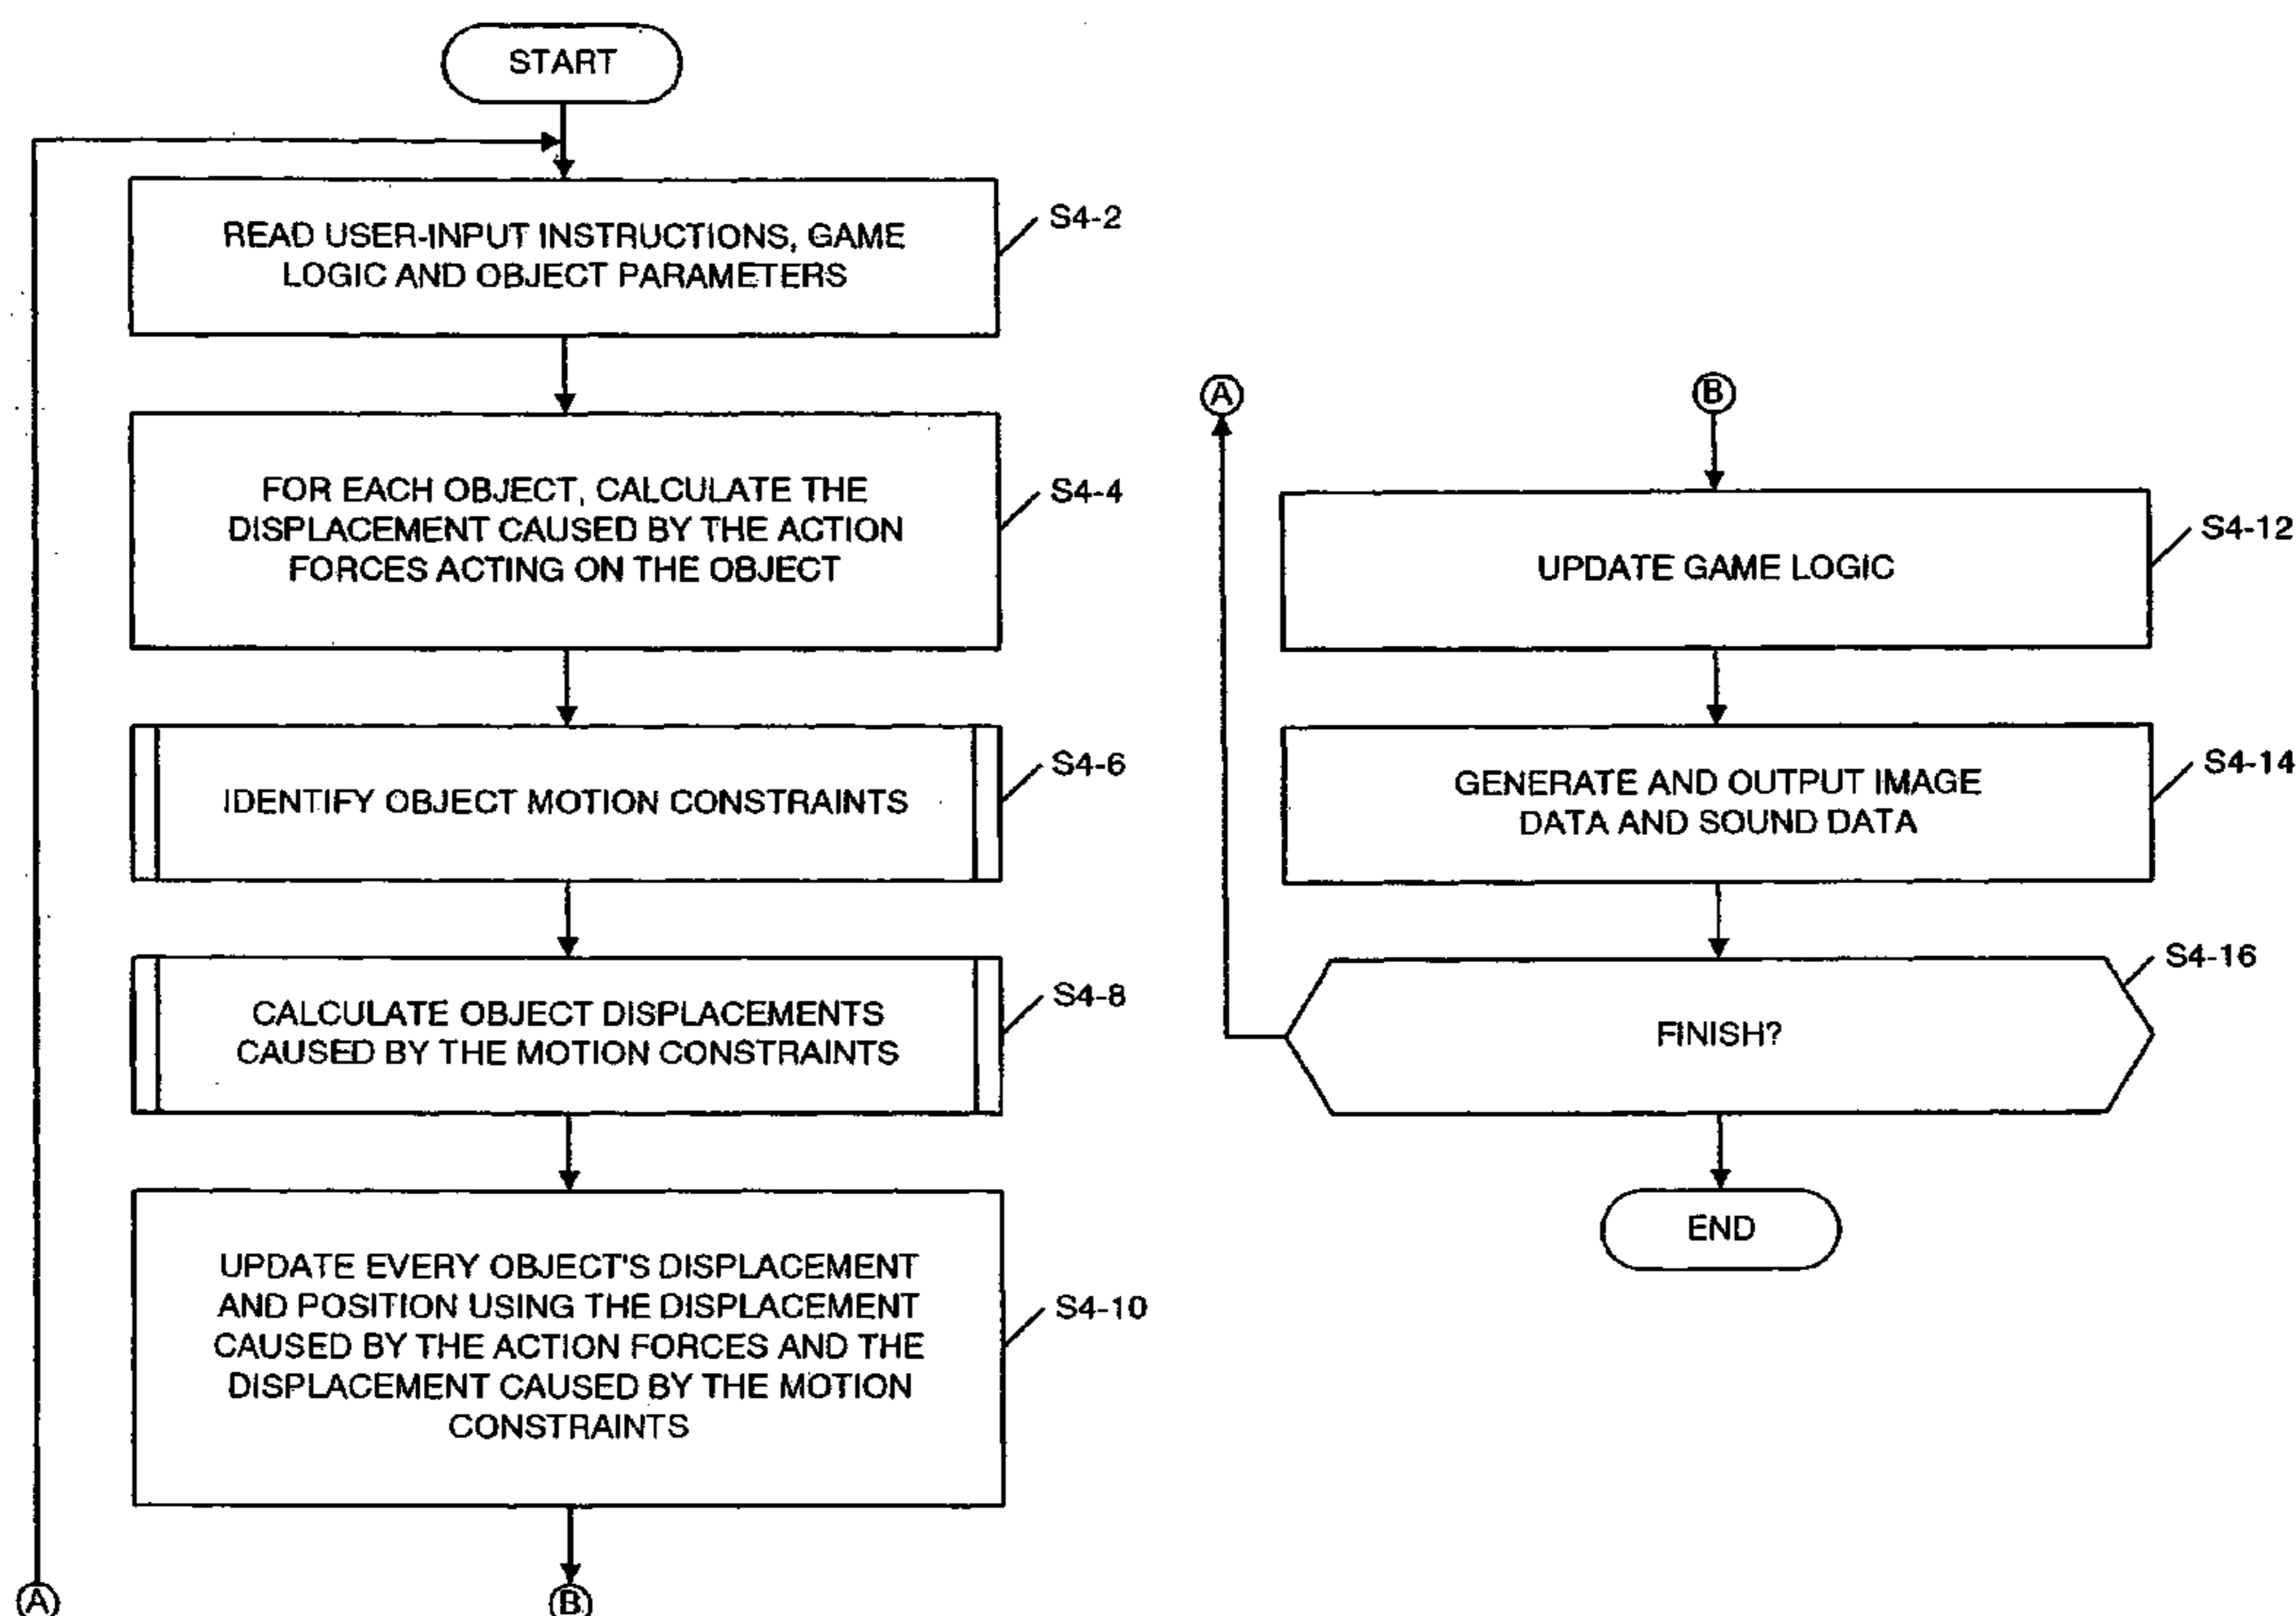 START
READ USER-INPUT INSTRUCTIONS, GAME
LOGIC AND OBJECT PARAMETERS
S4-2
FOR EACH OBJECT, CALCULATE THE
DISPLACEMENT CAUSED BY THE ACTION
FORCES ACTING ON THE OBJECT
S4-4
IDENTIFY OBJECT MOTION CONSTRAINTS
S4-6
CALCULATE OBJECT DISPLACEMENTS
CAUSED BY THE MOTION CONSTRAINTS
S4-8
UPDATE EVERY OBJECT'S DISPLACEMENT
AND POSITION USING THE DISPLACEMENT
CAUSED BY THE ACTION FORCES AND THE
DISPLACEMENT CAUSED BY THE MOTION
CONSTRAINTS
S4-10
A
B
A
B
UPDATE GAME LOGIC
S4-12
GENERATE AND OUTPUT IMAGE
DATA AND SOUND DATA
S4-14
FINISH?
S4-16
END